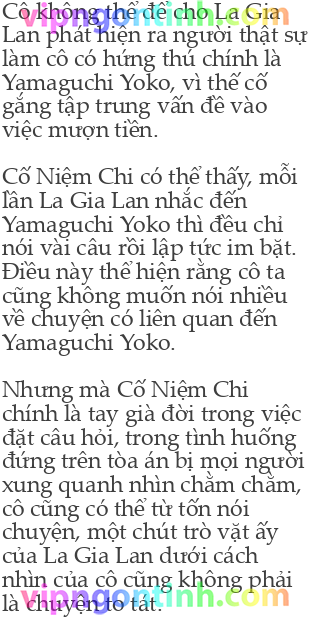 Cô không thể để cho La Gia
Lan phát hiện ra người thật sự
làm cô có hứng thú chính là
Yamaguchi Yoko, vì thế cố
gắng tập trung vấn đề vào
việc mượn tiền.
Cố Niệm Chi có thể thấy, mỗi
lần La Gia Lan nhắc đến
Yamaguchi Yoko thì đều chỉ
nói vài câu rồi lập tức im bặt.
Điều này thể hiện rằng cô ta
cũng không muốn nói nhiều
về chuyện có liên quan đến
Yamaguchi Yoko.
Nhưng mà Cố Niệm Chi
chính là tay già đời trong việc
đặt câu hỏi, trong tình huống
đứng trên tòa án bị mọi người
xung quanh nhìn chằm chằm,
cô cũng có thể từ tốn nói
chuyện, một chút trò vặt ấy
của La Gia Lan dưới cách
nhìn của cô cũng không phải
là chuyện to tát.
vipngontinh.com
vipngontinh.com